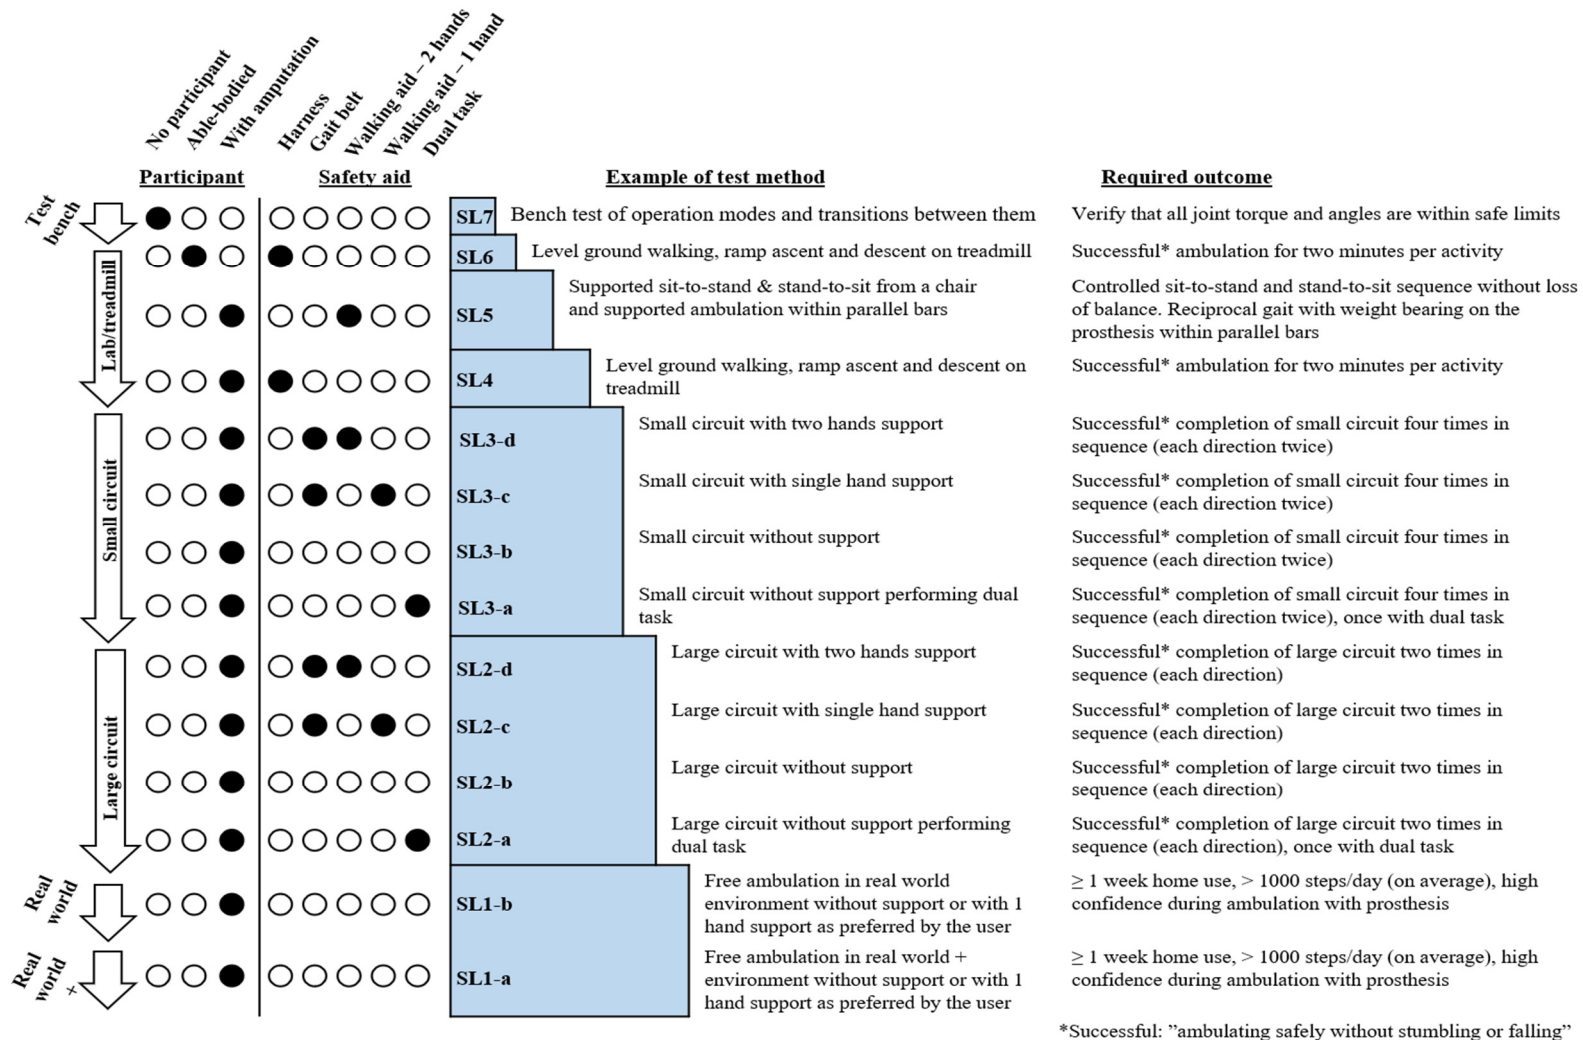 No participant
Able-bodied
With amputation
Harness
Gait belt
Walking aid – 2 hands
Walking aid – 1 hand
Dual task
Participant
Safety aid
Example of test method
Required outcome
Test
bench
SL7
Bench test of operation modes and transitions between them
Verify that all joint torque and angles are within safe limits
Lab/treadmill
SL6
Level ground walking, ramp ascent and descent on treadmill
Successful* ambulation for two minutes per activity
SL5
Supported sit-to-stand & stand-to-sit from a chair
and supported ambulation within parallel bars
Controlled sit-to-stand and stand-to-sit sequence without loss
of balance. Reciprocal gait with weight bearing on the
prosthesis within parallel bars
SL4
Level ground walking, ramp ascent and descent on
treadmill
Successful* ambulation for two minutes per activity
Small circuit
SL3-d
Small circuit with two hands support
Successful* completion of small circuit four times in
sequence (each direction twice)
SL3-c
Small circuit with single hand support
Successful* completion of small circuit four times in
sequence (each direction twice)
SL3-b
Small circuit without support
Successful* completion of small circuit four times in
sequence (each direction twice)
SL3-a
Small circuit without support performing dual
task
Successful* completion of small circuit four times in
sequence (each direction twice), once with dual task
Large circuit
SL2-d
Large circuit with two hands support
Successful* completion of large circuit two times in
sequence (each direction)
SL2-c
Large circuit with single hand support
Successful* completion of large circuit two times in
sequence (each direction)
SL2-b
Large circuit without support
Successful* completion of large circuit two times in
sequence (each direction)
SL2-a
Large circuit without support performing
dual task
Successful* completion of large circuit two times in
sequence (each direction), once with dual task
Real
world
SL1-b
Free ambulation in real world
environment without support or with 1
hand support as preferred by the user
≥ 1 week home use, > 1000 steps/day (on average), high
confidence during ambulation with prosthesis
Real
world
+
SL1-a
Free ambulation in real world +
environment without support or with 1
hand support as preferred by the user
≥ 1 week home use, > 1000 steps/day (on average), high
confidence during ambulation with prosthesis
*Successful: ”ambulating safely without stumbling or falling”